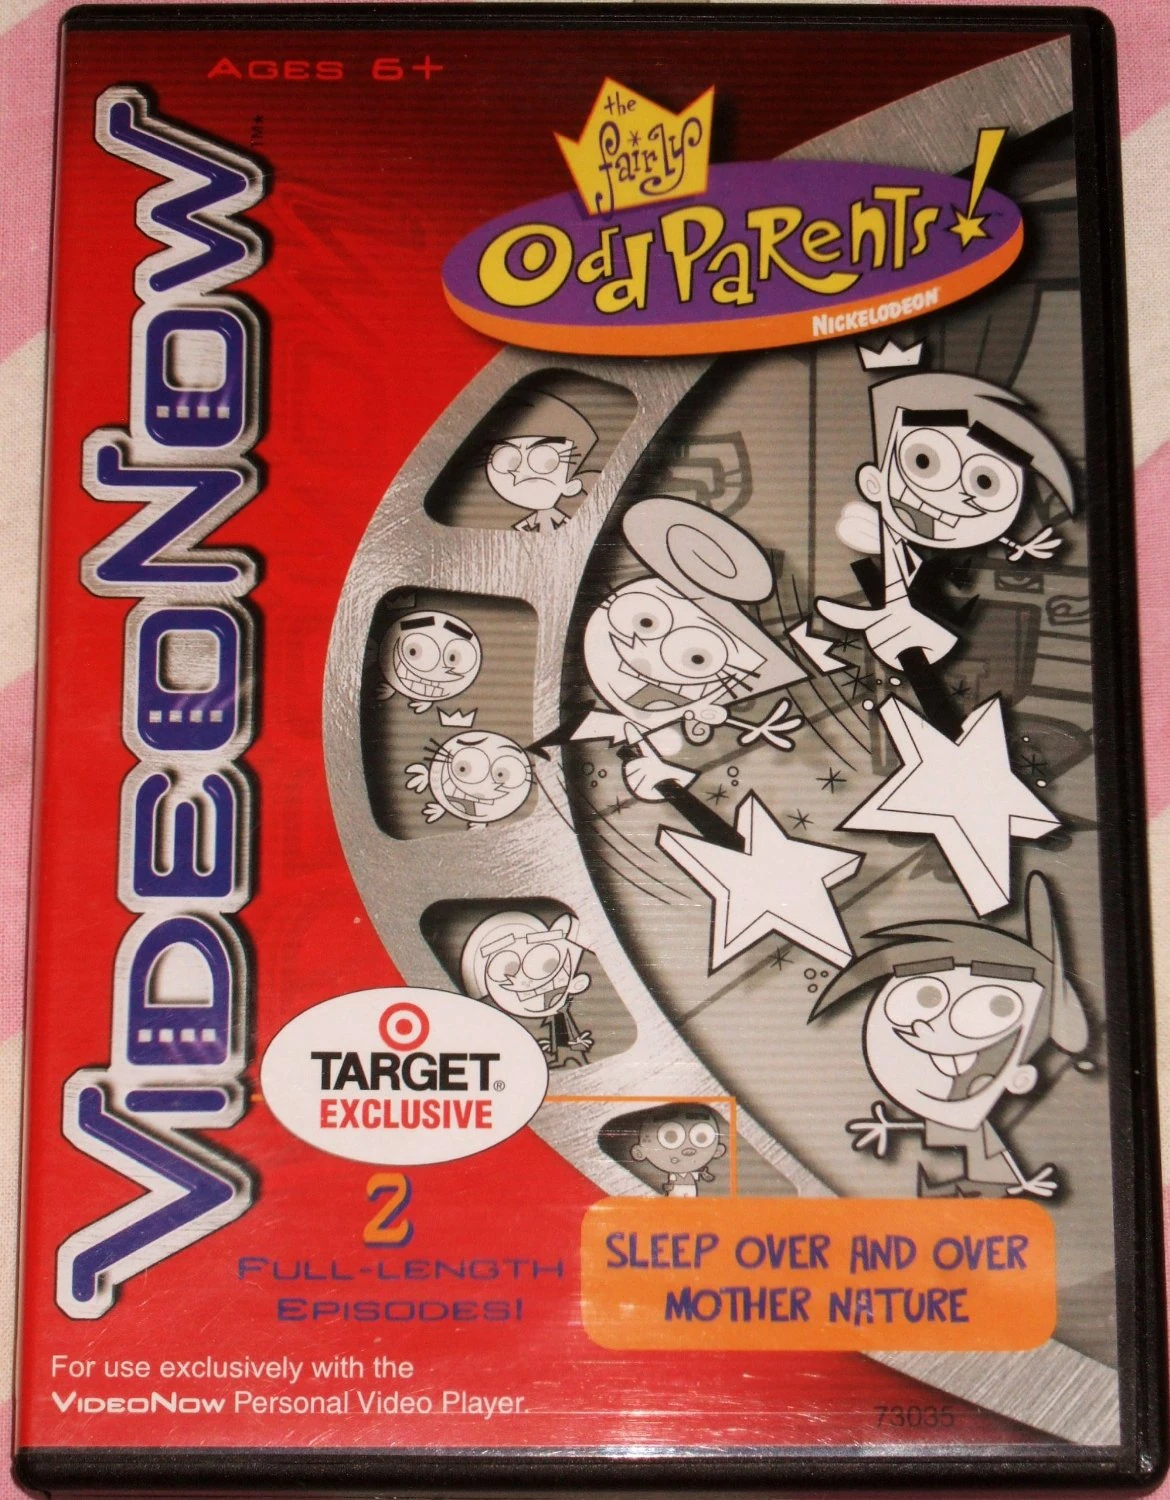 AGES 6+
VIDEONOW
TM*
the
fairly
OddParents!
NICKELODEON
TARGET®
EXCLUSIVE
2
FULL-LENGTH
EPISODES!
SLEEP OVER AND OVER
MOTHER NATURE
For use exclusively with the
VIDEONOW Personal Video Player.
73035